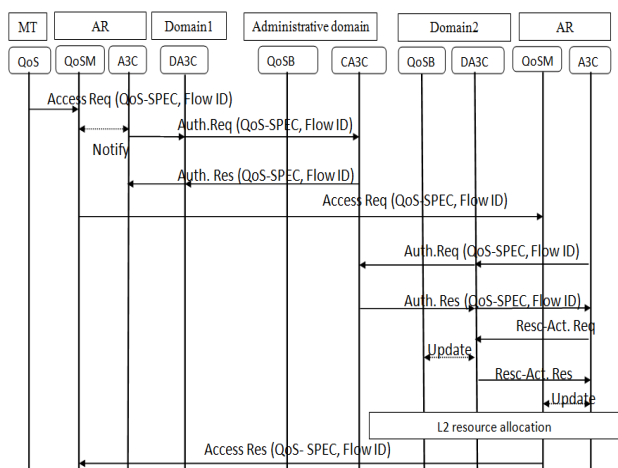 MT
AR
Domain1
Administrative domain
Domain2
AR
QoS
QoSM
A3C
DA3C
QoSB
CA3C
QoSB
DA3C
QoSM
A3C
Access Req (QoS-SPEC, Flow ID)
Auth.Req (QoS-SPEC, Flow ID)
Notify
Auth. Res (QoS-SPEC, Flow ID)
Access Req (QoS-SPEC, Flow ID)
Auth.Req (QoS-SPEC, Flow ID)
Auth. Res (QoS-SPEC, Flow ID)
Resc-Act. Req
Update
Resc-Act. Res
Update
L2 resource allocation
Access Res (QoS- SPEC, Flow ID)